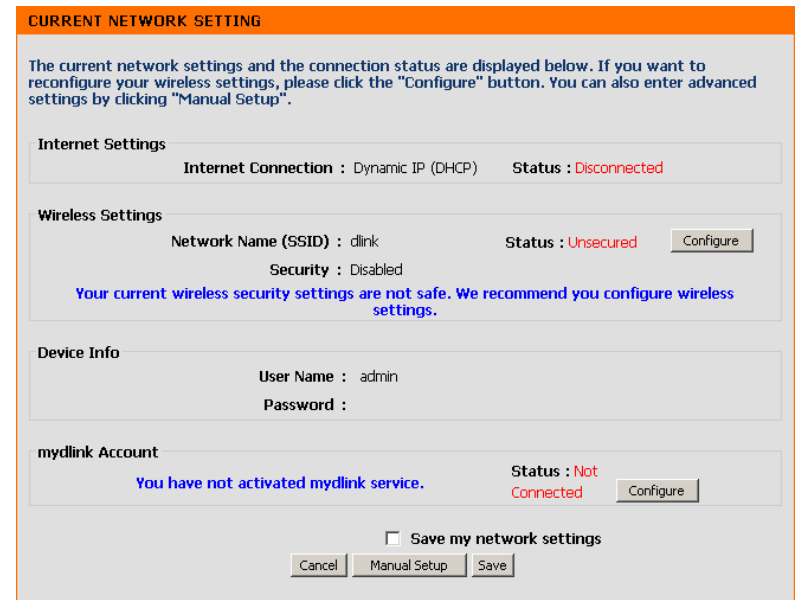 CURRENT NETWORK SETTING
The current network settings and the connection status are displayed below. If you want to
reconfigure your wireless settings, please click the "Configure" button. You can also enter advanced
settings by clicking "Manual Setup".
Internet Settings
Internet Connection : Dynamic IP (DHCP) Status : Disconnected
Wireless Settings
Network Name (SSID) : dlink Status : Unsecured Configure
Security : Disabled
Your current wireless security settings are not safe. We recommend you configure wireless
settings.
Device Info
User Name : admin
Password :
mydlink Account
You have not activated mydlink service. Status : Not
Connected Configure
Save my network settings
Cancel Manual Setup Save